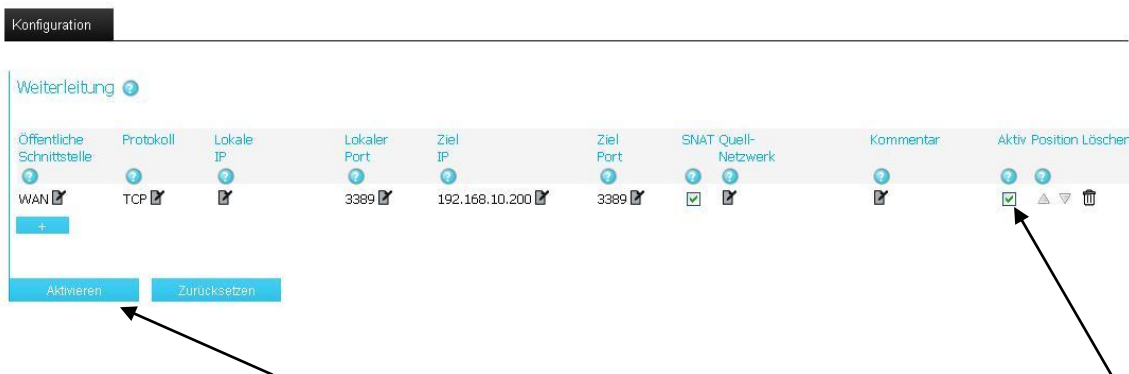 Konfiguration
Weiterleitung ?
Öffentliche Schnittstelle Protokoll Lokale IP Lokaler Port Ziel IP Ziel Port SNAT Quell-Netzwerk Kommentar Aktiv Position Löschen
? ? ? ? ? ? ? ? ? ? ?
WAN TCP 3389 192.168.10.200 3389
+
Aktivieren Zurücksetzen